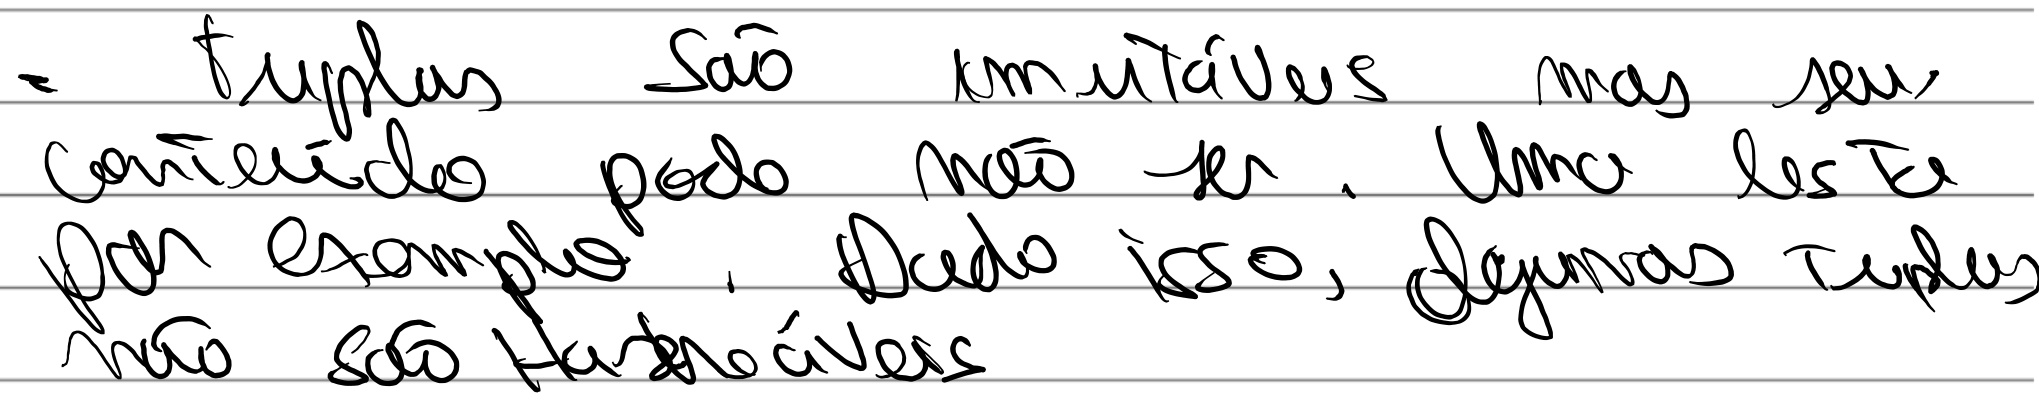 - tuplas são imutáveis mas seu
conteúdo pode não ser. Uma lista
por exemplo. Dado isso, algumas tuplas
não são Hasheáveis